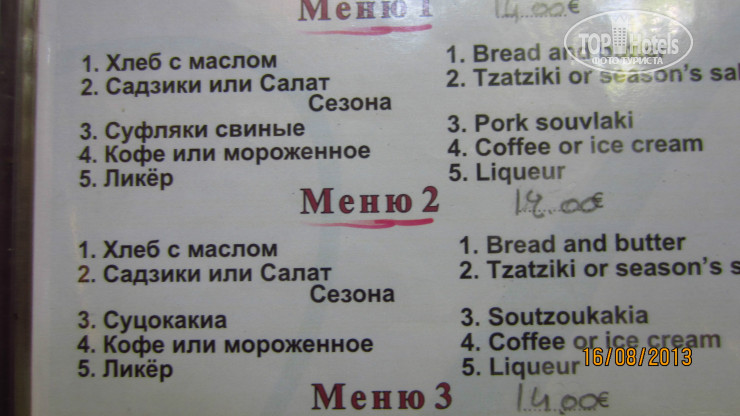 Меню 1 14.00€
1. Хлеб с маслом 1. Bread and
TOP Hotels
ФОТО ТУРИСТА
2. Садзики или Салат 2. Tzatziki or season's sal
Сезона
3. Суфляки свиные 3. Pork souvlaki
4. Кофе или мороженное 4. Coffee or ice cream
5. Ликёр 5. Liqueur
Меню 2 14.00€
1. Хлеб с маслом 1. Bread and butter
2. Садзики или Салат 2. Tzatziki or season's s
Сезона
3. Суцокакиа 3. Soutzoukakia
4. Кофе или мороженное 4. Coffee or ice cream
5. Ликёр 5. Liqueur
16/08/2013
Меню 3 14.00€